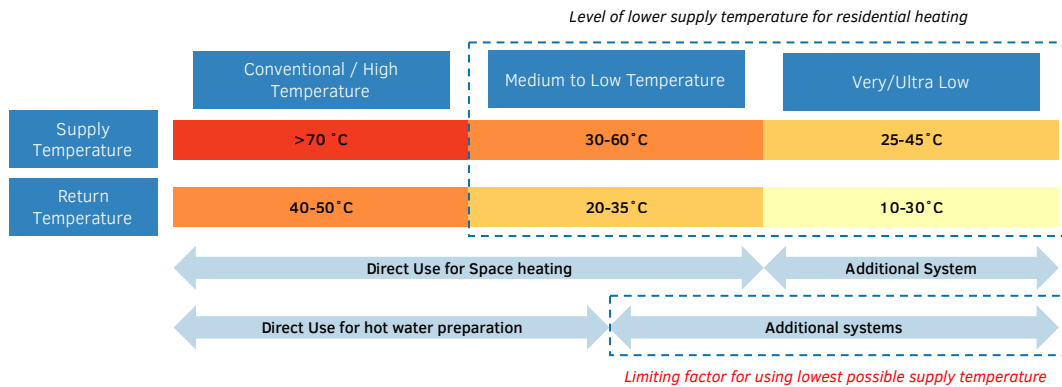 Level of lower supply temperature for residential heating
Conventional / High
Temperature
Medium to Low Temperature
Very/Ultra Low
Supply
Temperature
>70 ˚C
30-60˚C
25-45˚C
Return
Temperature
40-50˚C
20-35˚C
10-30˚C
Direct Use for Space heating
Additional System
Direct Use for hot water preparation
Additional systems
Limiting factor for using lowest possible supply temperature